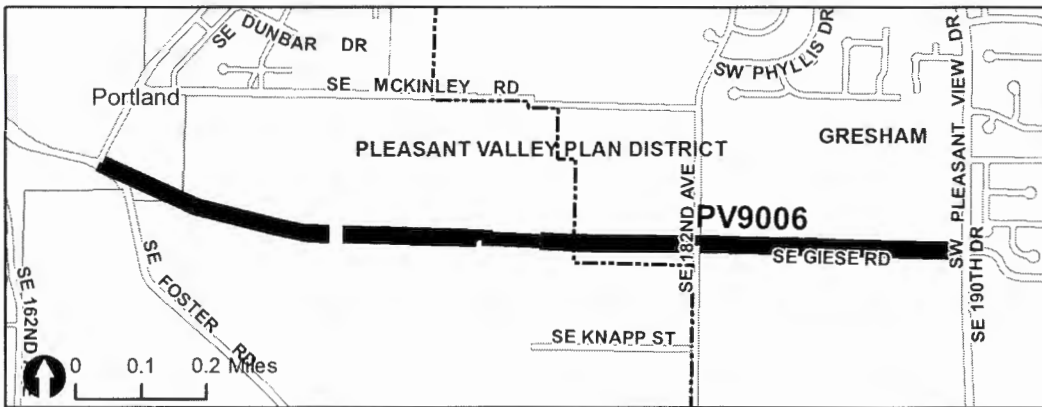 SE DUNBAR DR
SE MCKINLEY RD
Portland
SW PHYLLIS DR
SW PLEASANT VIEW DR
GRESHAM
PLEASANT VALLEY PLAN DISTRICT
SE 182ND AVE
PV9006
SE GIESE RD
SE 190TH DR
SE FOSTER RD
SE 162ND
SE KNAPP ST
0 0.1 0.2 Miles